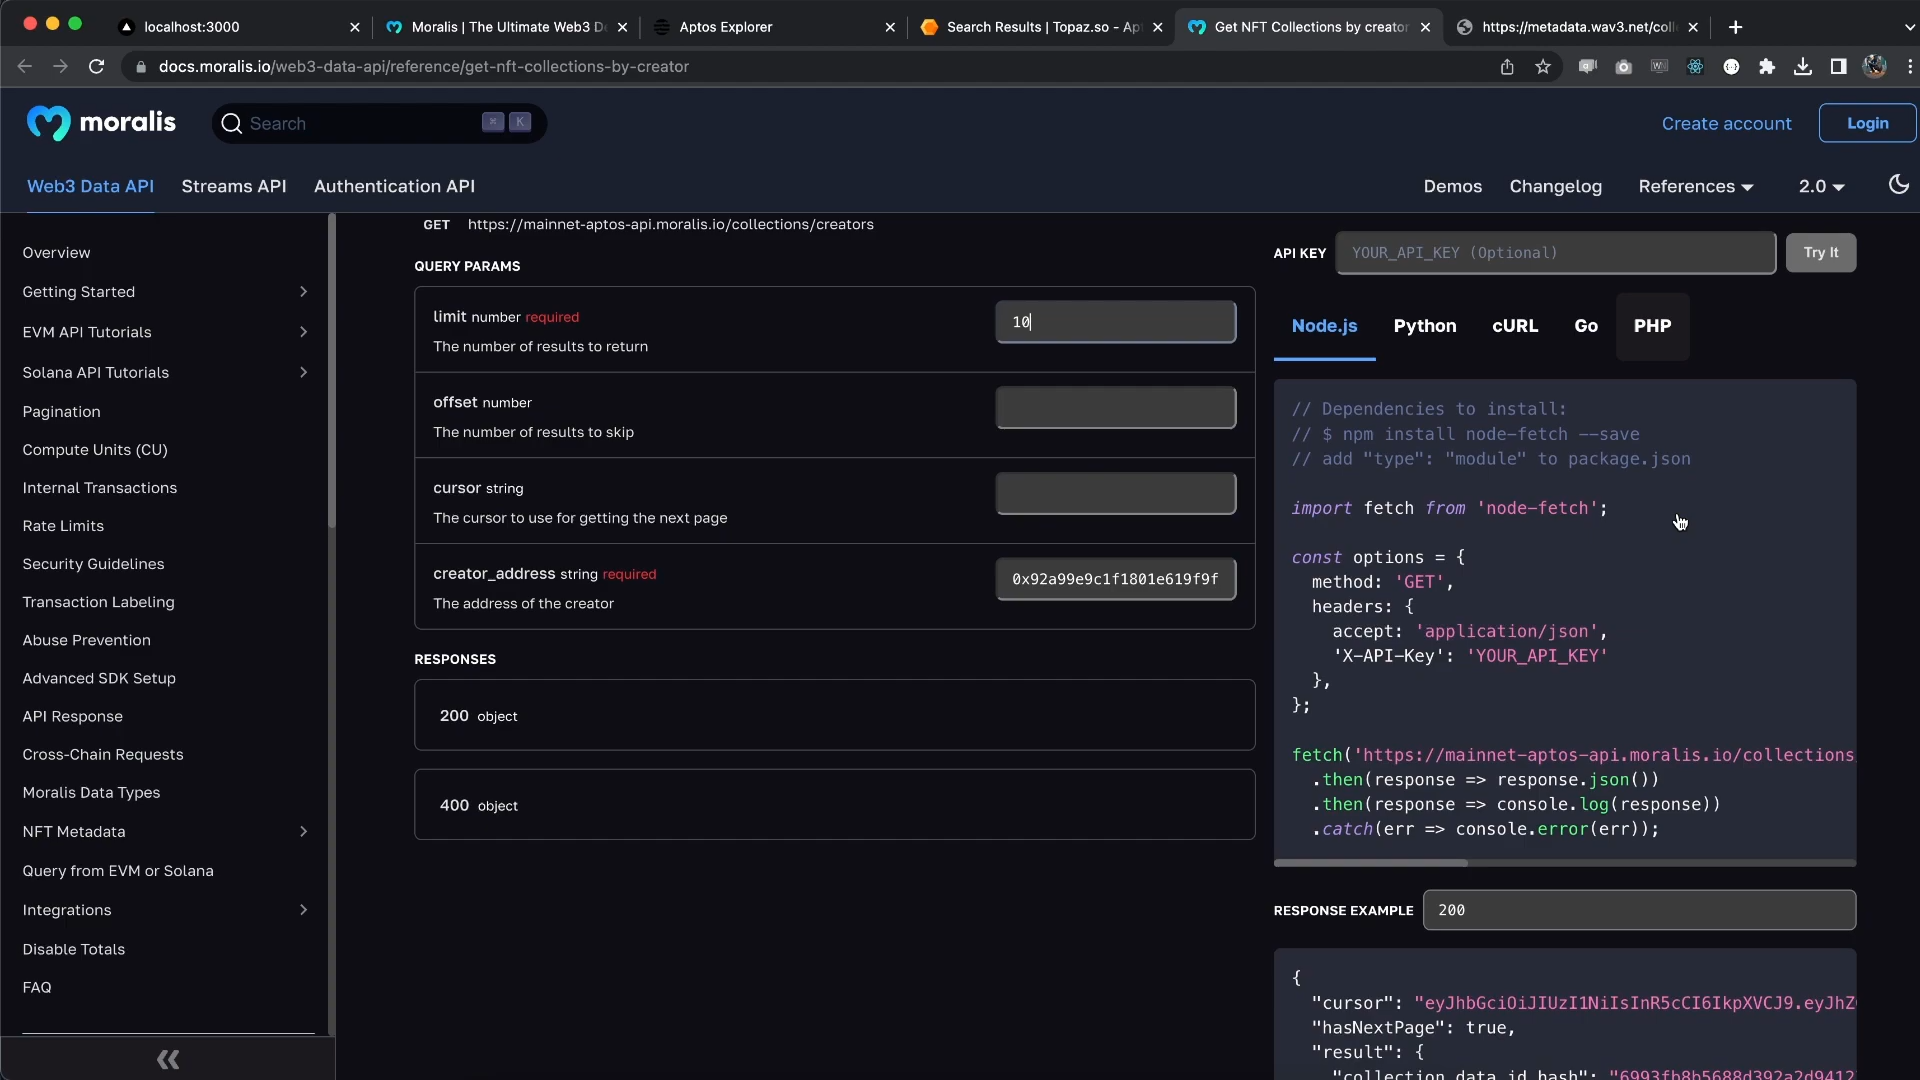 localhost:3000
Moralis | The Ultimate Web3 De
Aptos Explorer
Search Results | Topaz.so - Apt
Get NFT Collections by creator
https://metadata.wav3.net/coll
docs.moralis.io/web3-data-api/reference/get-nft-collections-by-creator
moralis
Search
K
Create account
Login
Web3 Data API
Streams API
Authentication API
Demos
Changelog
References
2.0
Overview
Getting Started
EVM API Tutorials
Solana API Tutorials
Pagination
Compute Units (CU)
Internal Transactions
Rate Limits
Security Guidelines
Transaction Labeling
Abuse Prevention
Advanced SDK Setup
API Response
Cross-Chain Requests
Moralis Data Types
NFT Metadata
Query from EVM or Solana
Integrations
Disable Totals
FAQ
GET https://mainnet-aptos-api.moralis.io/collections/creators
QUERY PARAMS
limit number required
10
The number of results to return
offset number
The number of results to skip
cursor string
The cursor to use for getting the next page
creator_address string required
0x92a99e9c1f1801e619f9f
The address of the creator
RESPONSES
200 object
400 object
API KEY
YOUR_API_KEY (Optional)
Try It
Node.js
Python
cURL
Go
PHP
// Dependencies to install:
// $ npm install node-fetch --save
// add "type": "module" to package.json
import fetch from 'node-fetch';
const options = {
method: 'GET',
headers: {
accept: 'application/json',
'X-API-Key': 'YOUR_API_KEY'
},
};
fetch('https://mainnet-aptos-api.moralis.io/collections
.then(response => response.json())
.then(response => console.log(response))
.catch(err => console.error(err));
RESPONSE EXAMPLE
200
{
"cursor": "eyJhbGciOiJIUzI1NiIsInR5cCI6IkpXVCJ9.eyJhZ
"hasNextPage": true,
"result": {
"collection_data_id_hash": "6993fb8b5688d392a2d9412